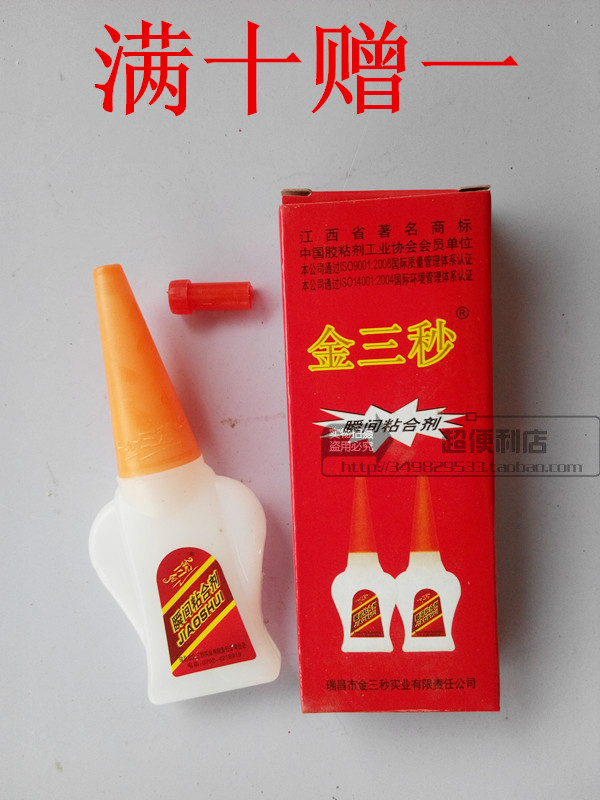 满十赠一
江西省著名商标
中国胶粘剂工业协会会员单位
本公司通过ISO9001:2008国际质量管理体系认证
本公司通过ISO14001:2004国际环境管理体系认证
金三秒®
瞬间粘合剂
盗用必究
超便利店
http://349829533.taobao.com
瞬间粘合剂
JIAOSHUI
瑞昌市金三秒实业有限责任公司